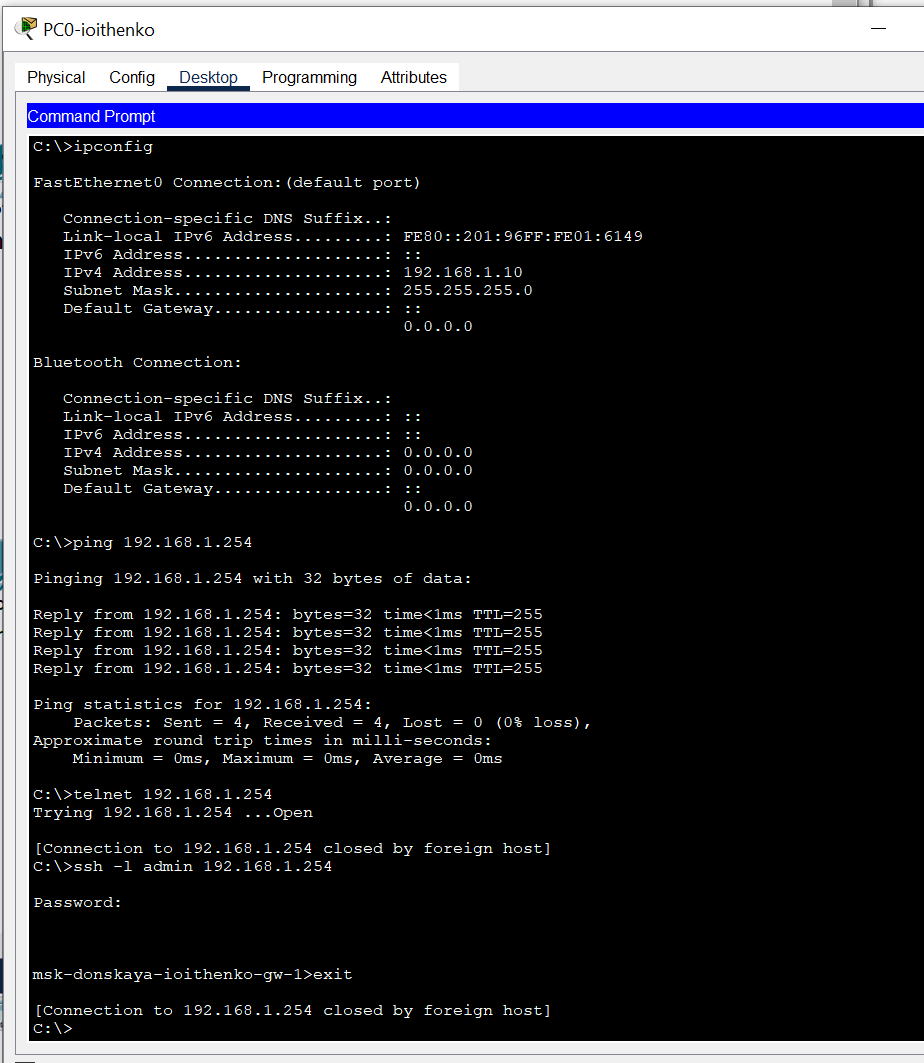 PC0-ioithenko
Physical Config Desktop Programming Attributes
Command Prompt
C:\>ipconfig
FastEthernet0 Connection:(default port)
Connection-specific DNS Suffix..:
Link-local IPv6 Address.........: FE80::201:96FF:FE01:6149
IPv6 Address....................: ::
IPv4 Address....................: 192.168.1.10
Subnet Mask.....................: 255.255.255.0
Default Gateway.................: ::
0.0.0.0
Bluetooth Connection:
Connection-specific DNS Suffix..:
Link-local IPv6 Address.........: ::
IPv6 Address....................: ::
IPv4 Address....................: 0.0.0.0
Subnet Mask.....................: 0.0.0.0
Default Gateway.................: ::
0.0.0.0
C:\>ping 192.168.1.254
Pinging 192.168.1.254 with 32 bytes of data:
Reply from 192.168.1.254: bytes=32 time<1ms TTL=255
Reply from 192.168.1.254: bytes=32 time<1ms TTL=255
Reply from 192.168.1.254: bytes=32 time<1ms TTL=255
Reply from 192.168.1.254: bytes=32 time<1ms TTL=255
Ping statistics for 192.168.1.254:
Packets: Sent = 4, Received = 4, Lost = 0 (0% loss),
Approximate round trip times in milli-seconds:
Minimum = 0ms, Maximum = 0ms, Average = 0ms
C:\>telnet 192.168.1.254
Trying 192.168.1.254 ...Open
[Connection to 192.168.1.254 closed by foreign host]
C:\>ssh -l admin 192.168.1.254
Password:
msk-donskaya-ioithenko-gw-1>exit
[Connection to 192.168.1.254 closed by foreign host]
C:\>